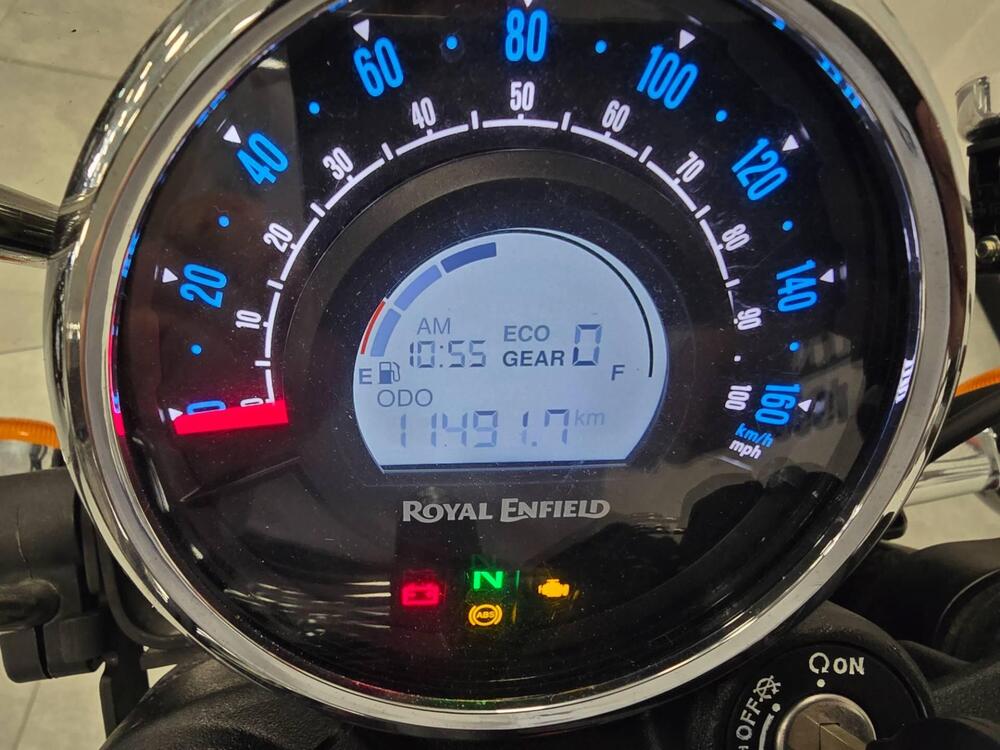 80
60
100
40
120
20
140
0
160
km/h
mph
50
40
60
30
70
20
80
10
90
0
100
AM
10:55
ECO
GEAR 0
E
F
ODO
11491.7 km
ROYAL ENFIELD
N
ABS
ON
OFF